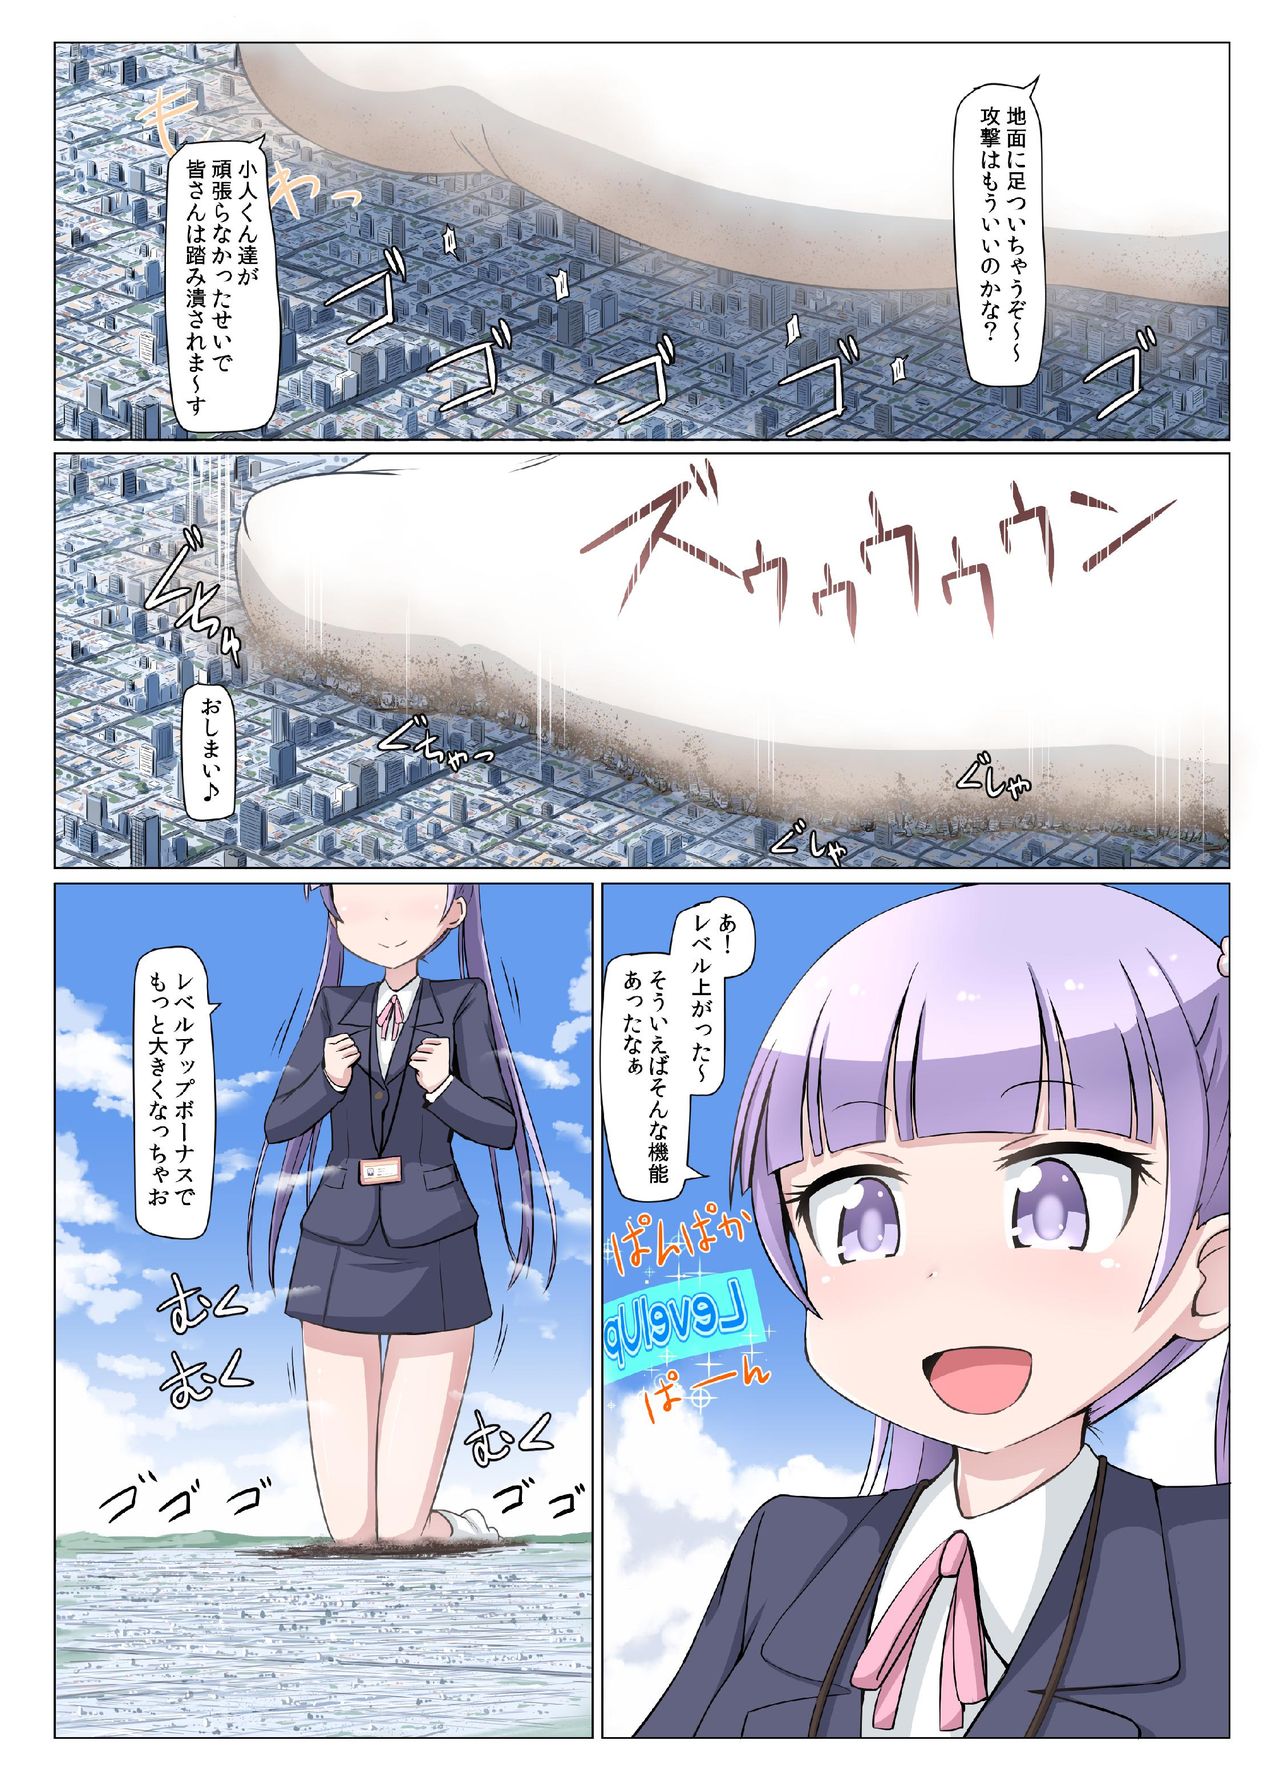 地面に足ついちゃうぞ～～
攻撃はもういいのかな？
小人くん達が
頑張らなかったせいで
皆さんは踏み潰されま～す
もわっ
ゴ
ゴ
ゴ
ゴ
ゴ
ズゥゥウゥウン
ぐちゅ
ぐちゃっ
ぐしゃ
ぐしゃ
おしまい♪
あ！
レベル上がった～
そういえばそんな機能
あったなぁ
ぱんぱか
LevelUp
ぱーん
レベルアップボーナスで
もっと大きくなっちゃお
むく
むく
むく
ゴゴゴ
ゴゴ